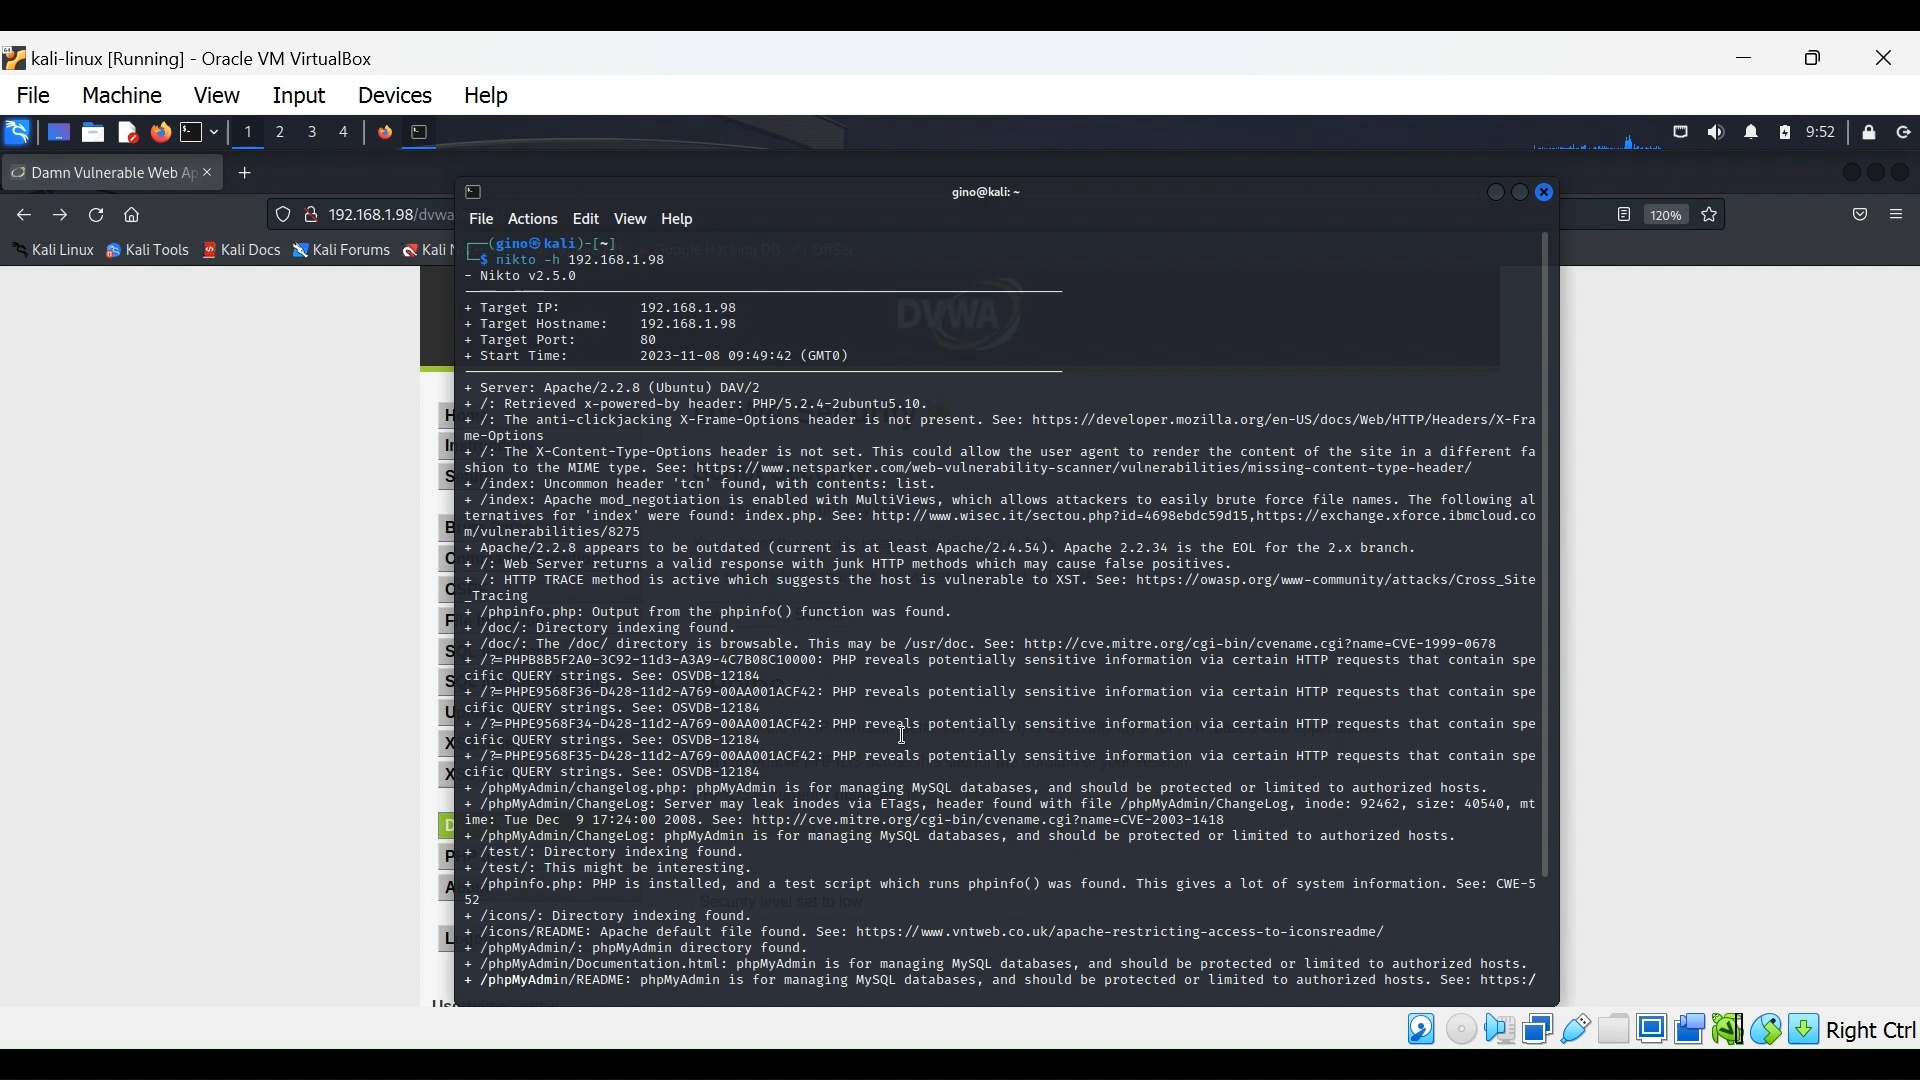 kali-linux [Running] - Oracle VM VirtualBox
File Machine View Input Devices Help
1 2 3 4 9:52
Damn Vulnerable Web Ap
gino@kali: ~
192.168.1.98/dvwa
120%
File Actions Edit View Help
Kali Linux Kali Tools Kali Docs Kali Forums Kali N Google Hacking DB OffSec
┌──(gino㉿kali)-[~]
└─$ nikto -h 192.168.1.98
- Nikto v2.5.0
DVWA
+ Target IP: 192.168.1.98
+ Target Hostname: 192.168.1.98
+ Target Port: 80
+ Start Time: 2023-11-08 09:49:42 (GMT0)
+ Server: Apache/2.2.8 (Ubuntu) DAV/2
+ /: Retrieved x-powered-by header: PHP/5.2.4-2ubuntu5.10.
+ /: The anti-clickjacking X-Frame-Options header is not present. See: https://developer.mozilla.org/en-US/docs/Web/HTTP/Headers/X-Fra
me-Options
+ /: The X-Content-Type-Options header is not set. This could allow the user agent to render the content of the site in a different fa
shion to the MIME type. See: https://www.netsparker.com/web-vulnerability-scanner/vulnerabilities/missing-content-type-header/
+ /index: Uncommon header 'tcn' found, with contents: list.
+ /index: Apache mod_negotiation is enabled with MultiViews, which allows attackers to easily brute force file names. The following al
ternatives for 'index' were found: index.php. See: http://www.wisec.it/sectou.php?id=4698ebdc59d15,https://exchange.xforce.ibmcloud.co
m/vulnerabilities/8275
+ Apache/2.2.8 appears to be outdated (current is at least Apache/2.4.54). Apache 2.2.34 is the EOL for the 2.x branch.
+ /: Web Server returns a valid response with junk HTTP methods which may cause false positives.
+ /: HTTP TRACE method is active which suggests the host is vulnerable to XST. See: https://owasp.org/www-community/attacks/Cross_Site
_Tracing
+ /phpinfo.php: Output from the phpinfo() function was found.
+ /doc/: Directory indexing found.
+ /doc/: The /doc/ directory is browsable. This may be /usr/doc. See: http://cve.mitre.org/cgi-bin/cvename.cgi?name=CVE-1999-0678
+ /?=PHPB8B5F2A0-3C92-11d3-A3A9-4C7B08C10000: PHP reveals potentially sensitive information via certain HTTP requests that contain spe
cific QUERY strings. See: OSVDB-12184
+ /?=PHPE9568F36-D428-11d2-A769-00AA001ACF42: PHP reveals potentially sensitive information via certain HTTP requests that contain spe
cific QUERY strings. See: OSVDB-12184
+ /?=PHPE9568F34-D428-11d2-A769-00AA001ACF42: PHP reveals potentially sensitive information via certain HTTP requests that contain spe
cific QUERY strings. See: OSVDB-12184
+ /?=PHPE9568F35-D428-11d2-A769-00AA001ACF42: PHP reveals potentially sensitive information via certain HTTP requests that contain spe
cific QUERY strings. See: OSVDB-12184
+ /phpMyAdmin/changelog.php: phpMyAdmin is for managing MySQL databases, and should be protected or limited to authorized hosts.
+ /phpMyAdmin/ChangeLog: Server may leak inodes via ETags, header found with file /phpMyAdmin/ChangeLog, inode: 92462, size: 40540, mt
ime: Tue Dec  9 17:24:00 2008. See: http://cve.mitre.org/cgi-bin/cvename.cgi?name=CVE-2003-1418
+ /phpMyAdmin/ChangeLog: phpMyAdmin is for managing MySQL databases, and should be protected or limited to authorized hosts.
+ /test/: Directory indexing found.
+ /test/: This might be interesting.
+ /phpinfo.php: PHP is installed, and a test script which runs phpinfo() was found. This gives a lot of system information. See: CWE-5
52
Security level set to low
+ /icons/: Directory indexing found.
+ /icons/README: Apache default file found. See: https://www.vntweb.co.uk/apache-restricting-access-to-iconsreadme/
+ /phpMyAdmin/: phpMyAdmin directory found.
+ /phpMyAdmin/Documentation.html: phpMyAdmin is for managing MySQL databases, and should be protected or limited to authorized hosts.
+ /phpMyAdmin/README: phpMyAdmin is for managing MySQL databases, and should be protected or limited to authorized hosts. See: https:/
Right Ctrl